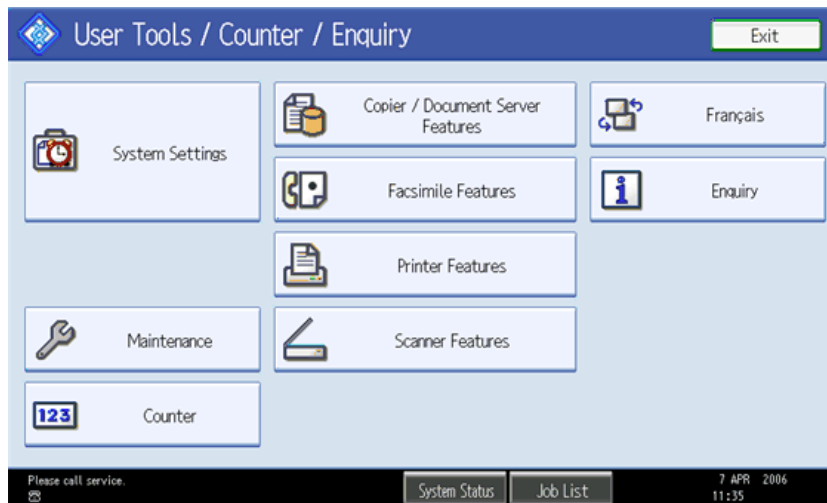 User Tools / Counter / Enquiry
Exit
System Settings
Copier / Document Server
Features
Français
Facsimile Features
Enquiry
Printer Features
Maintenance
Scanner Features
123
Counter
Please call service.
System Status
Job List
7 APR 2006
11:35